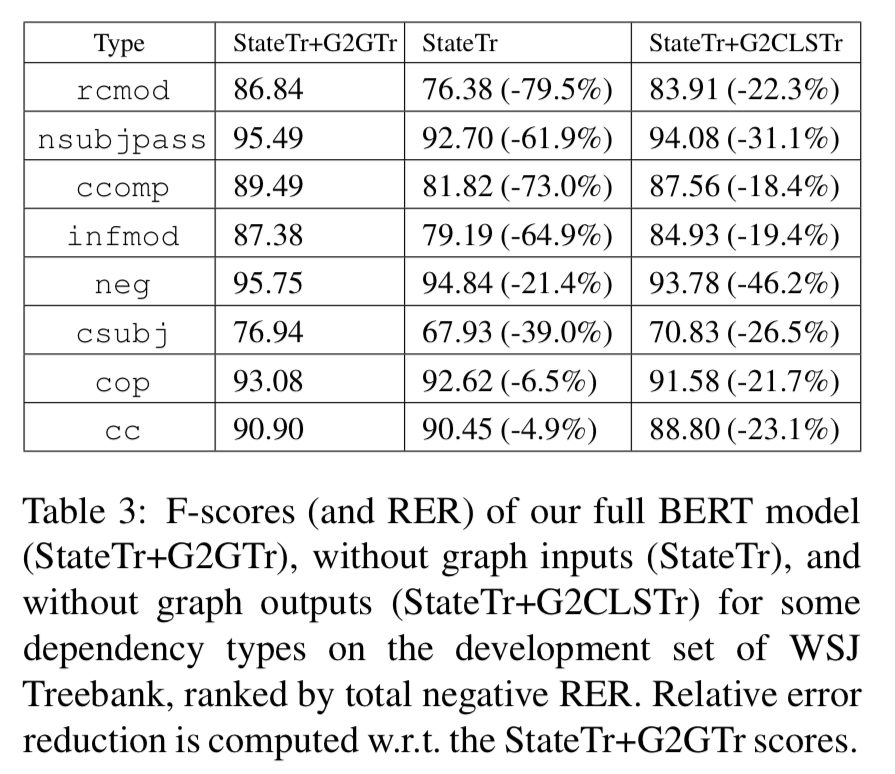 Type StateTr+G2GTr StateTr StateTr+G2CLSTr
rcmod 86.84 76.38 (-79.5%) 83.91 (-22.3%)
nsubjpass 95.49 92.70 (-61.9%) 94.08 (-31.1%)
ccomp 89.49 81.82 (-73.0%) 87.56 (-18.4%)
infmod 87.38 79.19 (-64.9%) 84.93 (-19.4%)
neg 95.75 94.84 (-21.4%) 93.78 (-46.2%)
csubj 76.94 67.93 (-39.0%) 70.83 (-26.5%)
cop 93.08 92.62 (-6.5%) 91.58 (-21.7%)
cc 90.90 90.45 (-4.9%) 88.80 (-23.1%)
Table 3: F-scores (and RER) of our full BERT model
(StateTr+G2GTr), without graph inputs (StateTr), and
without graph outputs (StateTr+G2CLSTr) for some
dependency types on the development set of WSJ
Treebank, ranked by total negative RER. Relative error
reduction is computed w.r.t. the StateTr+G2GTr scores.